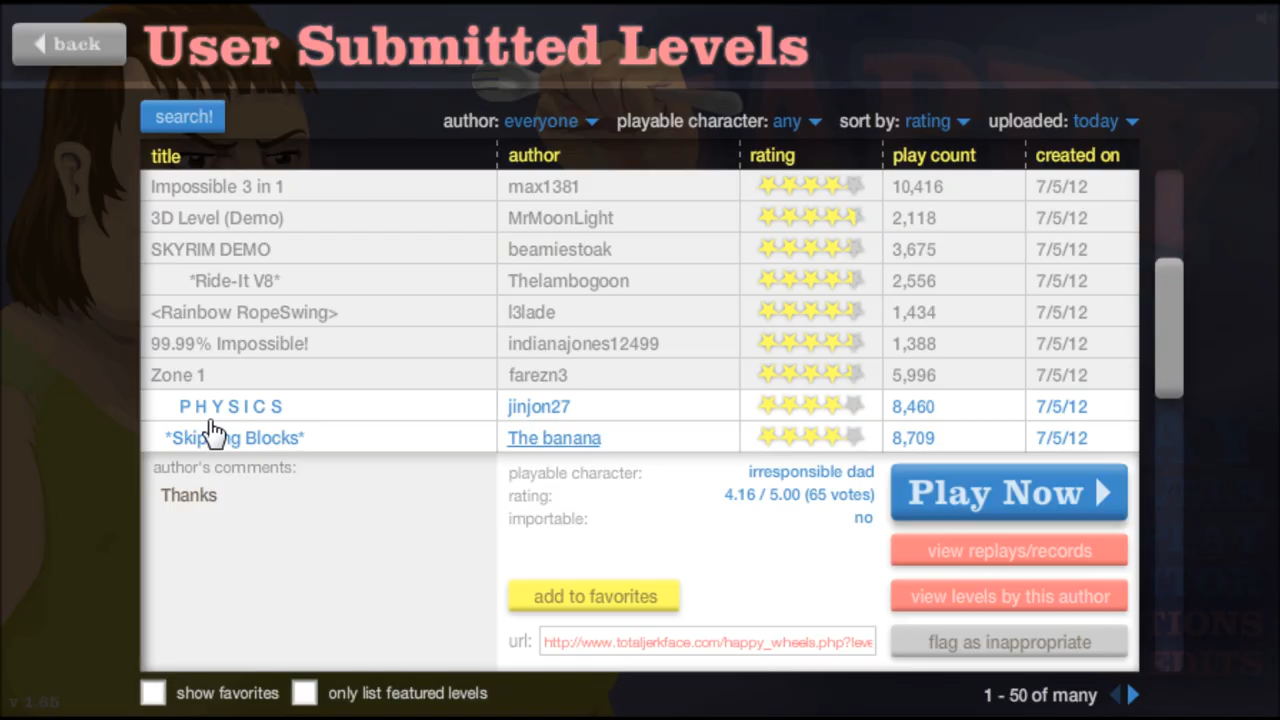 back
User Submitted Levels
search!
author: everyone playable character: any sort by: rating uploaded: today
title author rating play count created on
Impossible 3 in 1 max1381 10,416 7/5/12
3D Level (Demo) MrMoonLight 2,118 7/5/12
SKYRIM DEMO beamiestoak 3,675 7/5/12
*Ride-It V8* Thelambogoon 2,556 7/5/12
<Rainbow RopeSwing> l3lade 1,434 7/5/12
99.99% Impossible! indianajones12499 1,388 7/5/12
Zone 1 farezn3 5,996 7/5/12
P H Y S I C S jinjon27 8,460 7/5/12
Blocks* The banana 8,709 7/5/12
author's comments:
Thanks
playable character: irresponsible dad
rating: 4.16 / 5.00 (65 votes)
importable: no
Play Now
view replays/records
add to favorites
view levels by this author
url: http://www.totaljerkface.com/happy_wheels.php?leve
flag as inappropriate
show favorites only list featured levels
1 - 50 of many
v 1.65